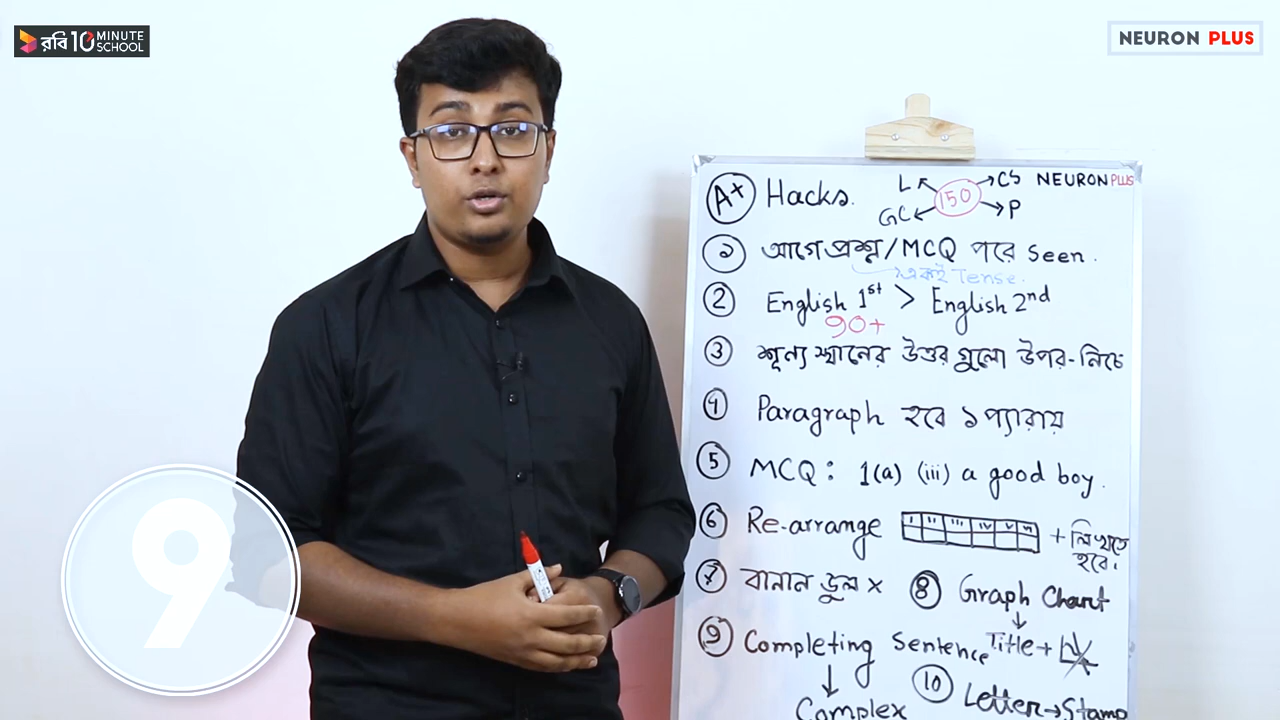 রবি 10 MINUTE SCHOOL
NEURON PLUS
A+ Hacks.
L CS NEURON PLUS
150
GC P
১ আগে প্রশ্ন/MCQ পরে Seen.
একই Tense.
2 English 1st > English 2nd
90+
3 শূন্য স্থানের উত্তর গুলো উপর-নিচে
4 Paragraph হবে ১ প্যারায়
5 MCQ: 1(a) (iii) a good boy.
6 Re-arrange i ii iii iv v vi + লিখতে হবে।
7 বানান ভুল x 8 Graph Chart
Title +
9 Completing Sentence
Complex
10 Letter→Stamp
9